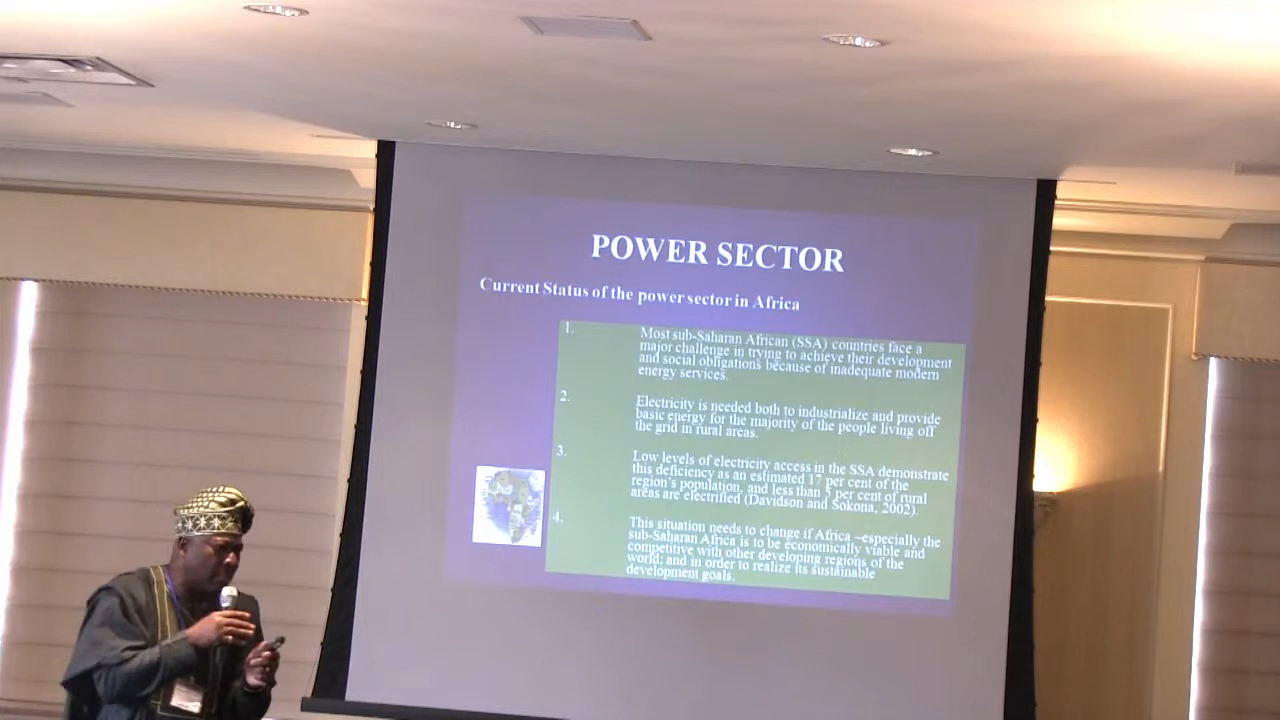 POWER SECTOR
Current Status of the power sector in Africa
1. Most sub-Saharan African (SSA) countries face a
major challenge in trying to achieve their development
and social obligations because of inadequate modern
energy services.
2. Electricity is needed both to industrialize and provide
basic energy for the majority of the people living off
the grid in rural areas.
3. Low levels of electricity access in the SSA demonstrate
this deficiency as an estimated 17 per cent of the
region's population, and less than 5 per cent of rural
areas are electrified (Davidson and Sokona, 2002).
4. This situation needs to change if Africa –especially the
sub-Saharan Africa is to be economically viable and
competitive with other developing regions of the
world; and in order to realize its sustainable
development goals.